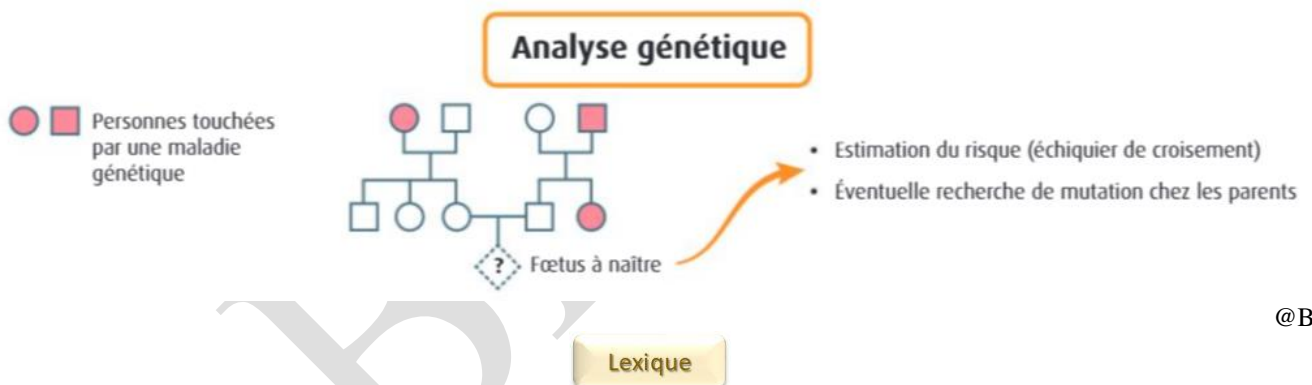 Analyse génétique
Personnes touchées
par une maladie
génétique
• Estimation du risque (échiquier de croisement)
• Éventuelle recherche de mutation chez les parents
?
Fœtus à naître
@B
Lexique